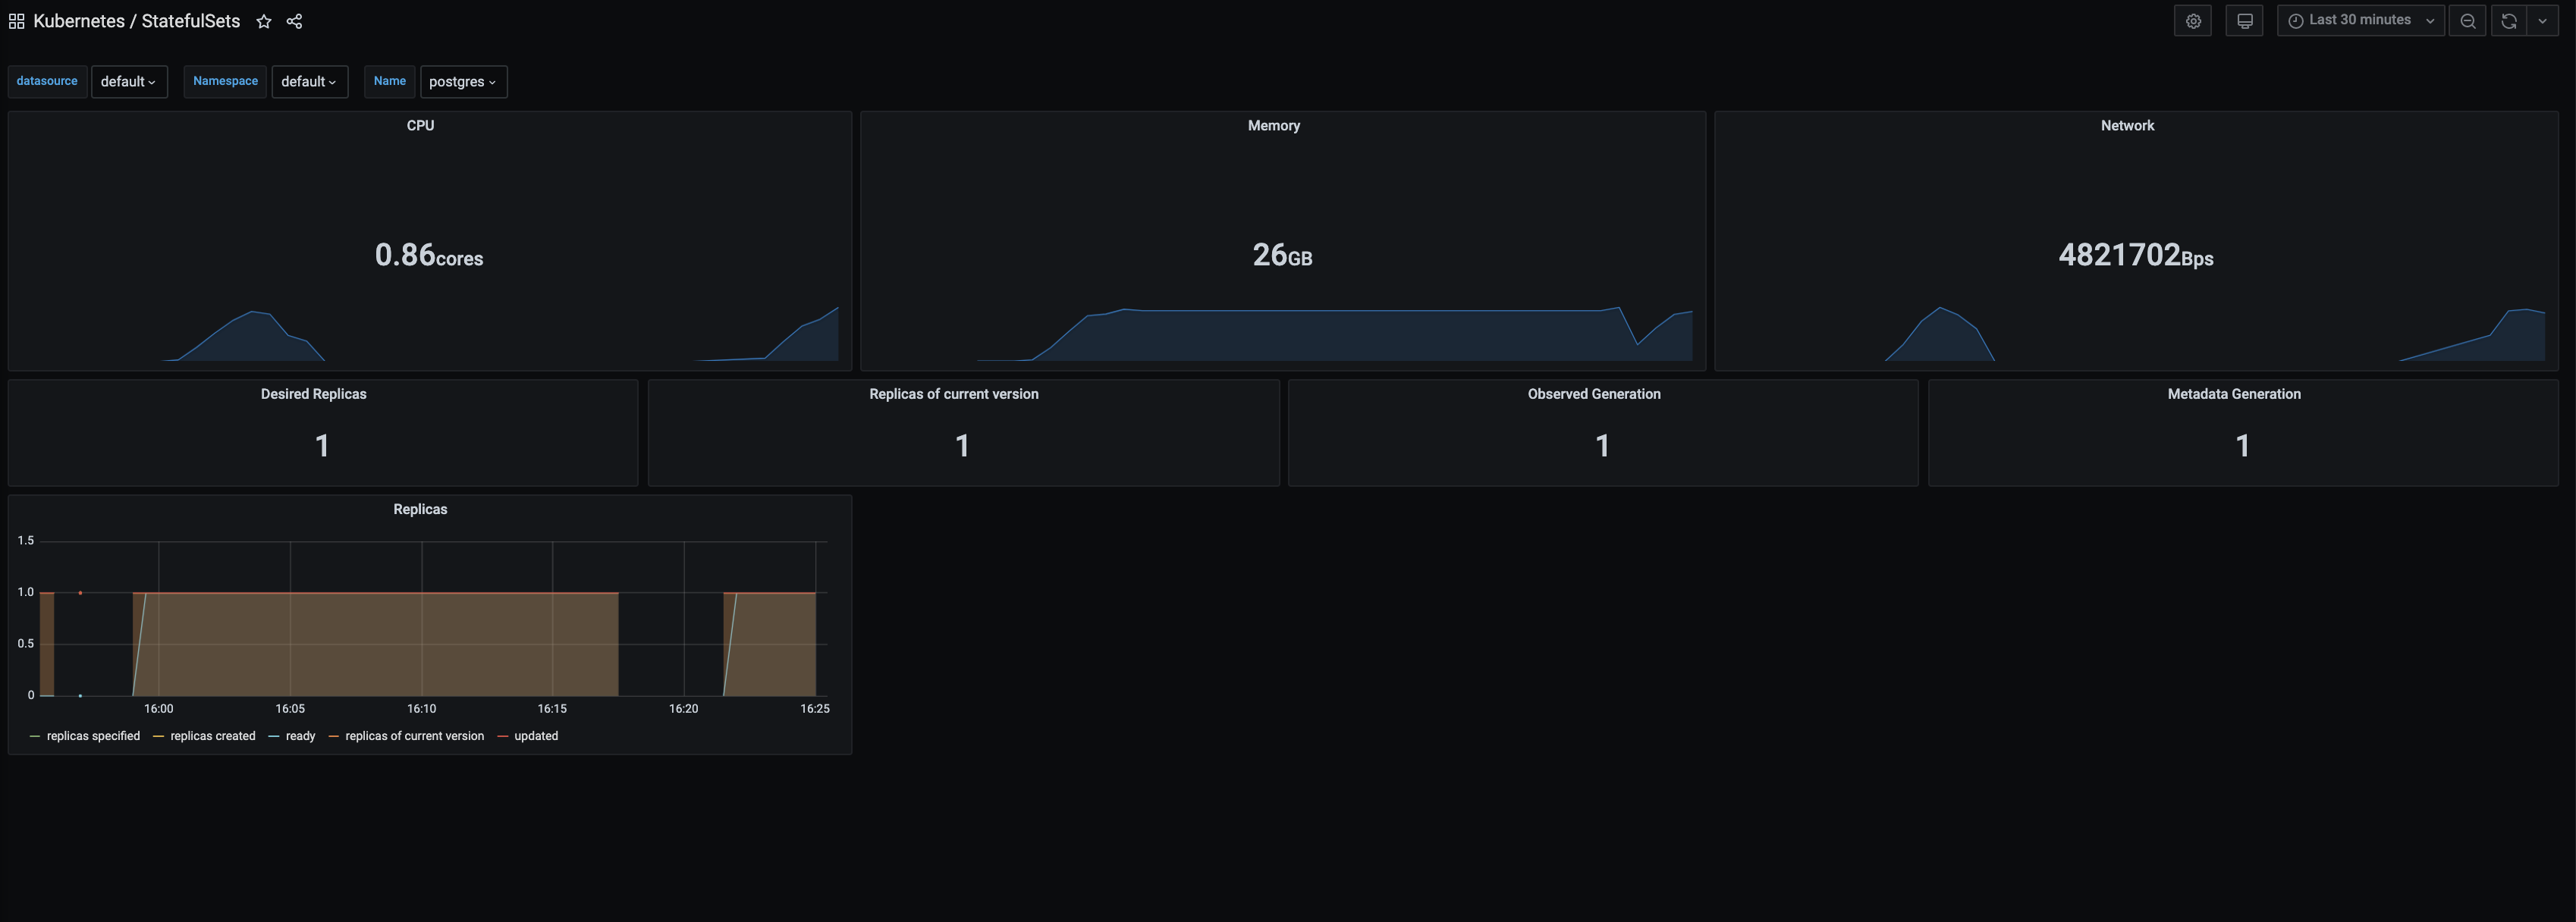 Kubernetes / StatefulSets
Last 30 minutes
datasource default Namespace default Name postgres
CPU
0.86cores
Memory
26GB
Network
4821702Bps
Desired Replicas
1
Replicas of current version
1
Observed Generation
1
Metadata Generation
1
Replicas
1.5
1.0
0.5
0
16:00 16:05 16:10 16:15 16:20 16:25
replicas specified replicas created ready replicas of current version updated